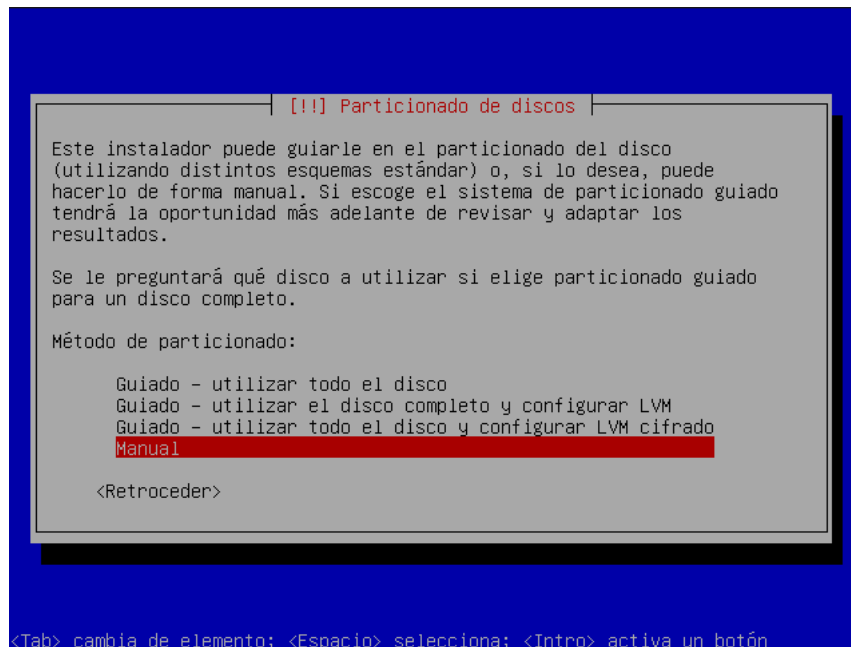 [!!] Particionado de discos
Este instalador puede guiarle en el particionado del disco
(utilizando distintos esquemas estándar) o, si lo desea, puede
hacerlo de forma manual. Si escoge el sistema de particionado guiado
tendrá la oportunidad más adelante de revisar y adaptar los
resultados.
Se le preguntará qué disco a utilizar si elige particionado guiado
para un disco completo.
Método de particionado:
Guiado – utilizar todo el disco
Guiado – utilizar el disco completo y configurar LVM
Guiado – utilizar todo el disco y configurar LVM cifrado
Manual
<Retroceder>
<Tab> cambia de elemento; <Espacio> selecciona; <Intro> activa un botón